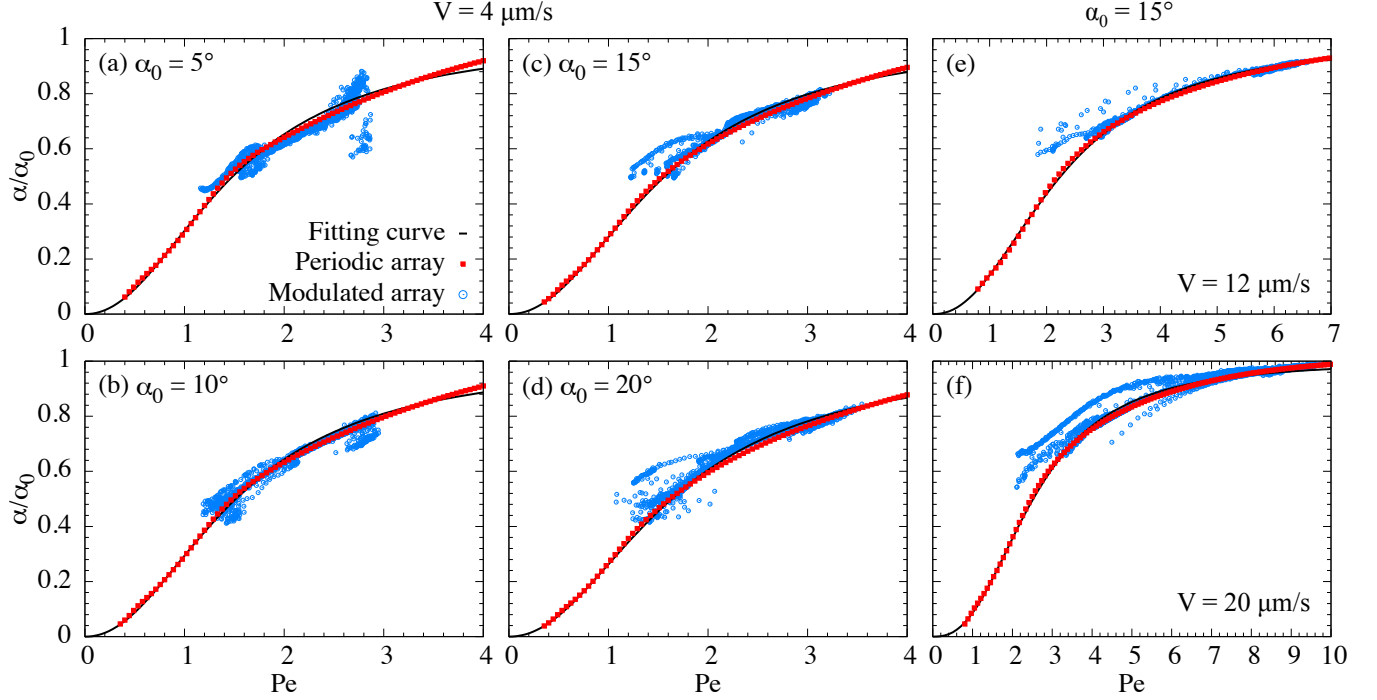 V = 4 μm/s
α0 = 15°
(a) α0 = 5°
(c) α0 = 15°
(e)
1
0.8
0.6
0.4
0.2
0
α/α0
Fitting curve
Periodic array
Modulated array
V = 12 μm/s
0 1 2 3 4
0 1 2 3 4
0 1 2 3 4 5 6 7
(b) α0 = 10°
(d) α0 = 20°
(f)
1
0.8
0.6
0.4
0.2
0
α/α0
V = 20 μm/s
0 1 2 3 4
0 1 2 3 4
0 1 2 3 4 5 6 7 8 9 10
Pe
Pe
Pe